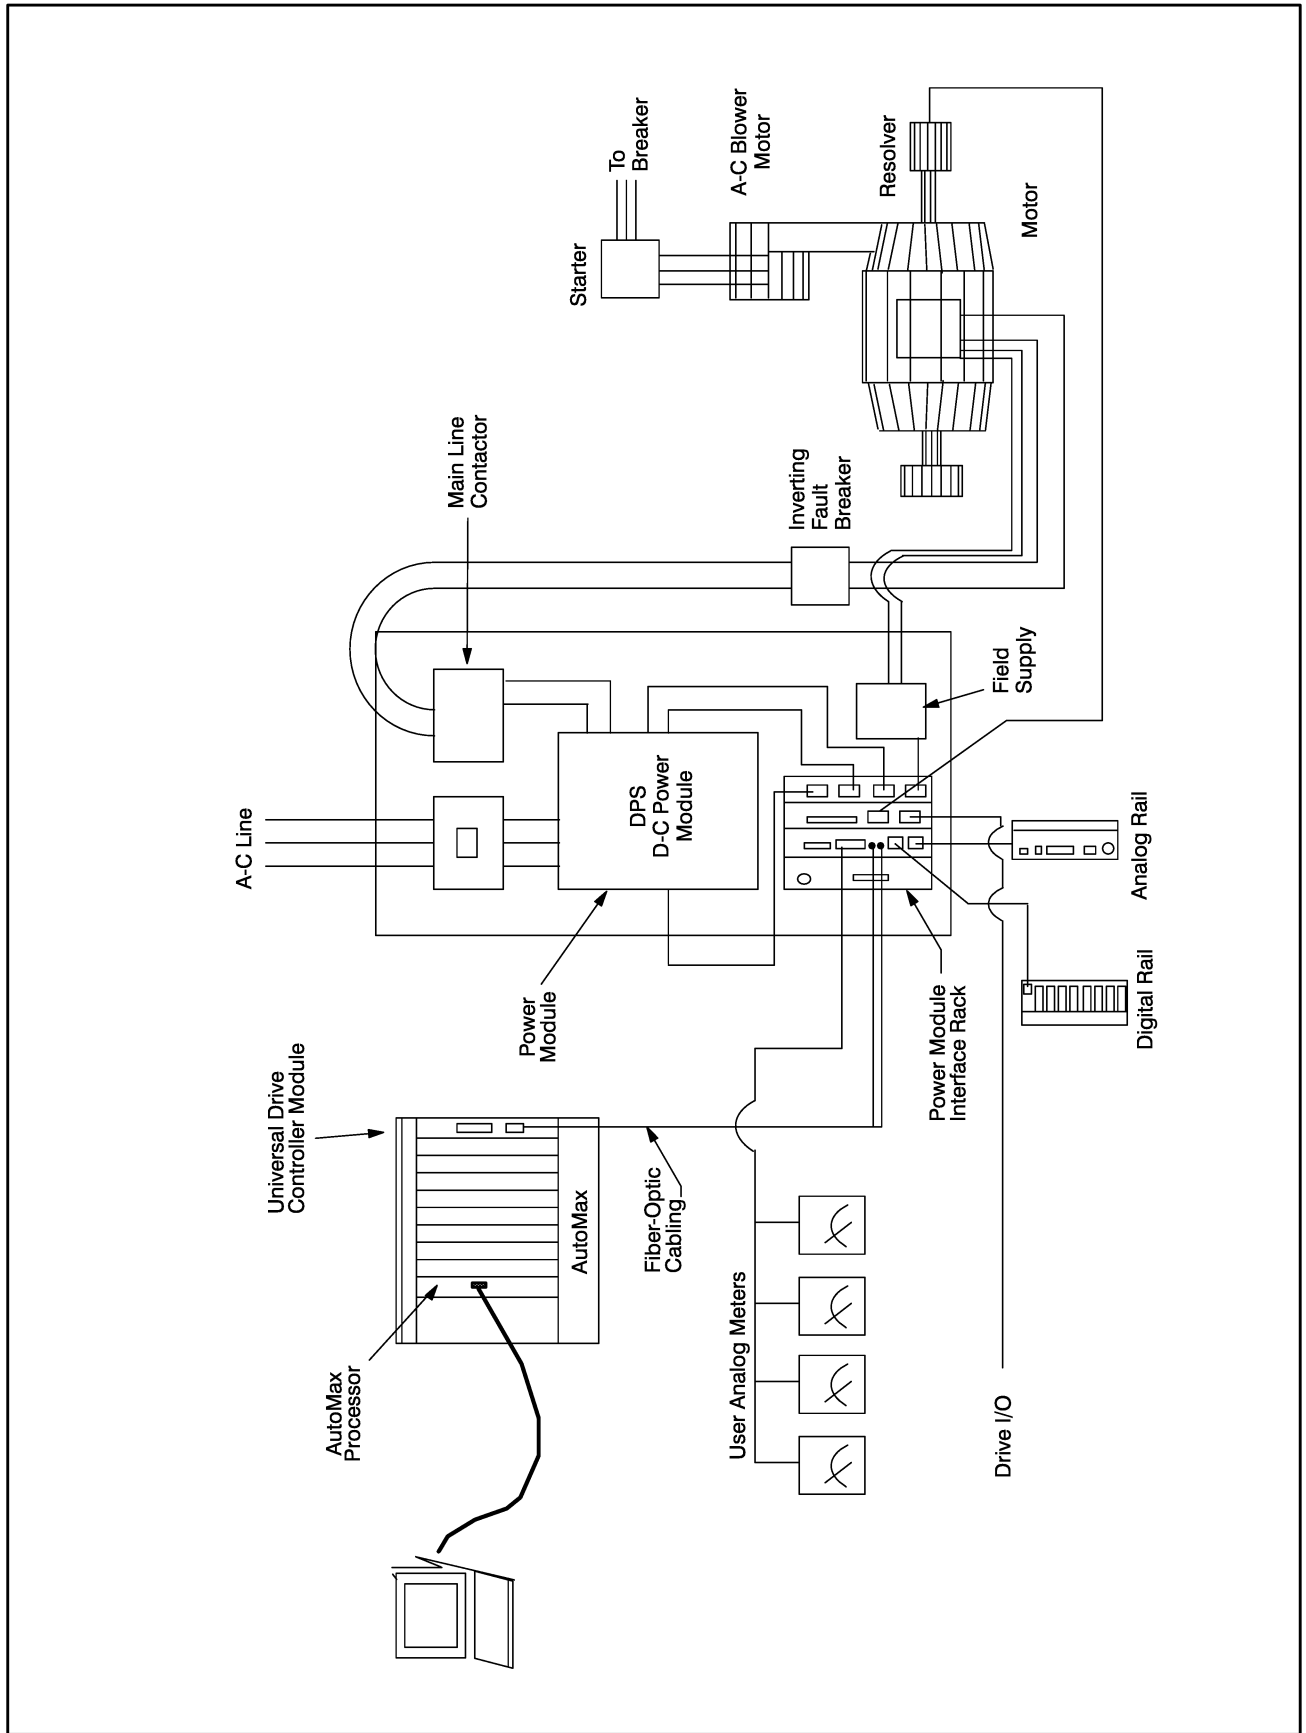 Universal Drive
Controller Module
AutoMax
Processor
AutoMax
Fiber-Optic
Cabling
User Analog Meters
Drive I/O
A-C Line
Power
Module
DPS
D-C Power
Module
Power Module
Interface Rack
Digital Rail
Analog Rail
Main Line
Contactor
Inverting
Fault
Breaker
Field
Supply
Starter
To
Breaker
A-C Blower
Motor
Resolver
Motor